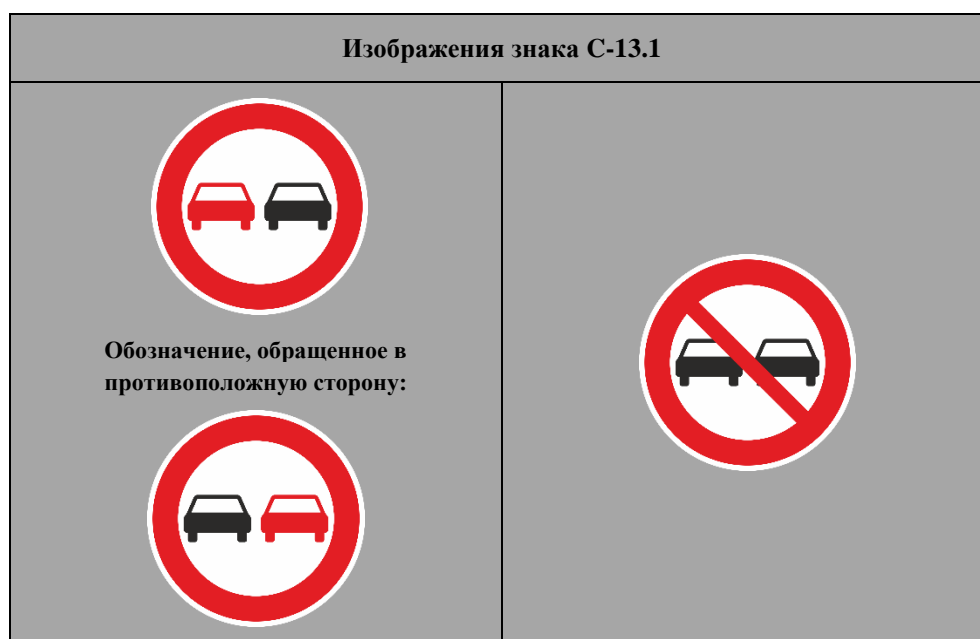 Изображения знака C-13.1
Обозначение, обращенное в
противоположную сторону: